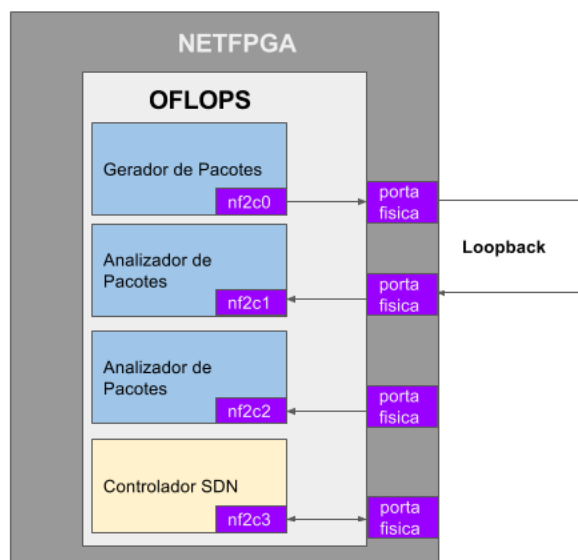 NETFPGA
OFLOPS
Gerador de Pacotes
nf2c0
porta
fisica
Loopback
Analizador de
Pacotes
nf2c1
porta
fisica
Analizador de
Pacotes
nf2c2
porta
fisica
Controlador SDN
nf2c3
porta
fisica